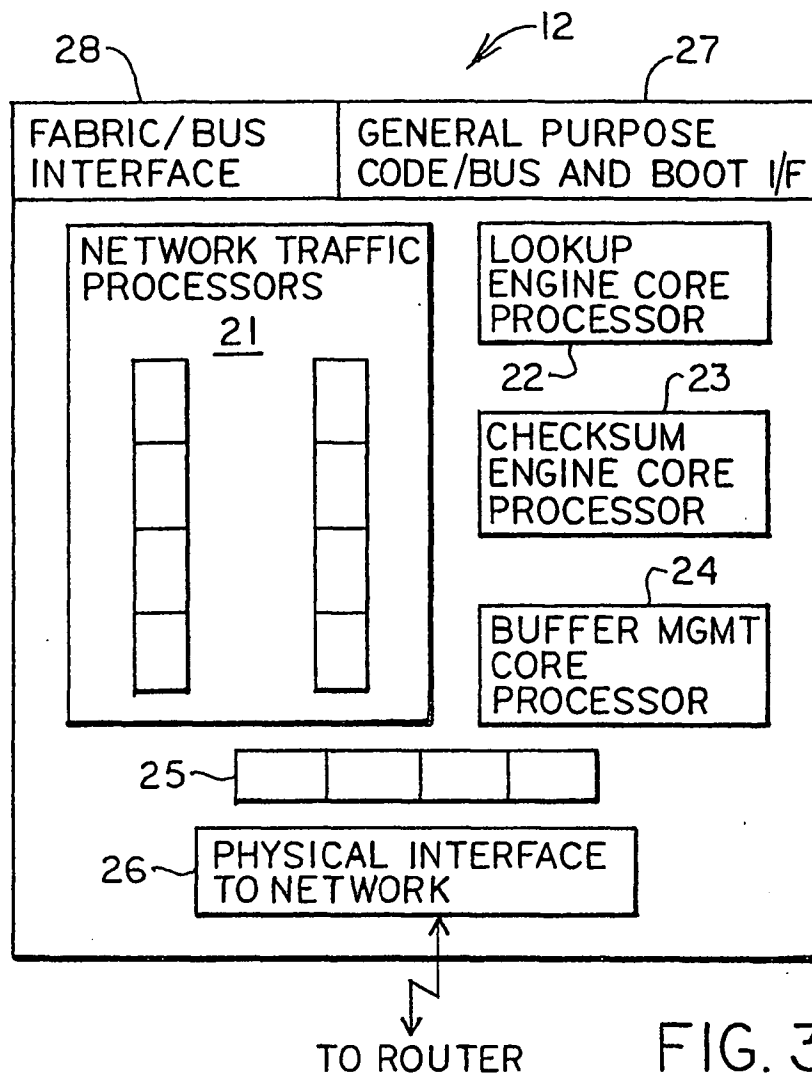 12
28
27
FABRIC/BUS
INTERFACE
GENERAL PURPOSE
CODE/BUS AND BOOT I/F
NETWORK TRAFFIC
PROCESSORS
21
LOOKUP
ENGINE CORE
PROCESSOR
22
23
CHECKSUM
ENGINE CORE
PROCESSOR
24
BUFFER MGMT
CORE
PROCESSOR
25
26
PHYSICAL INTERFACE
TO NETWORK
TO ROUTER
FIG. 3